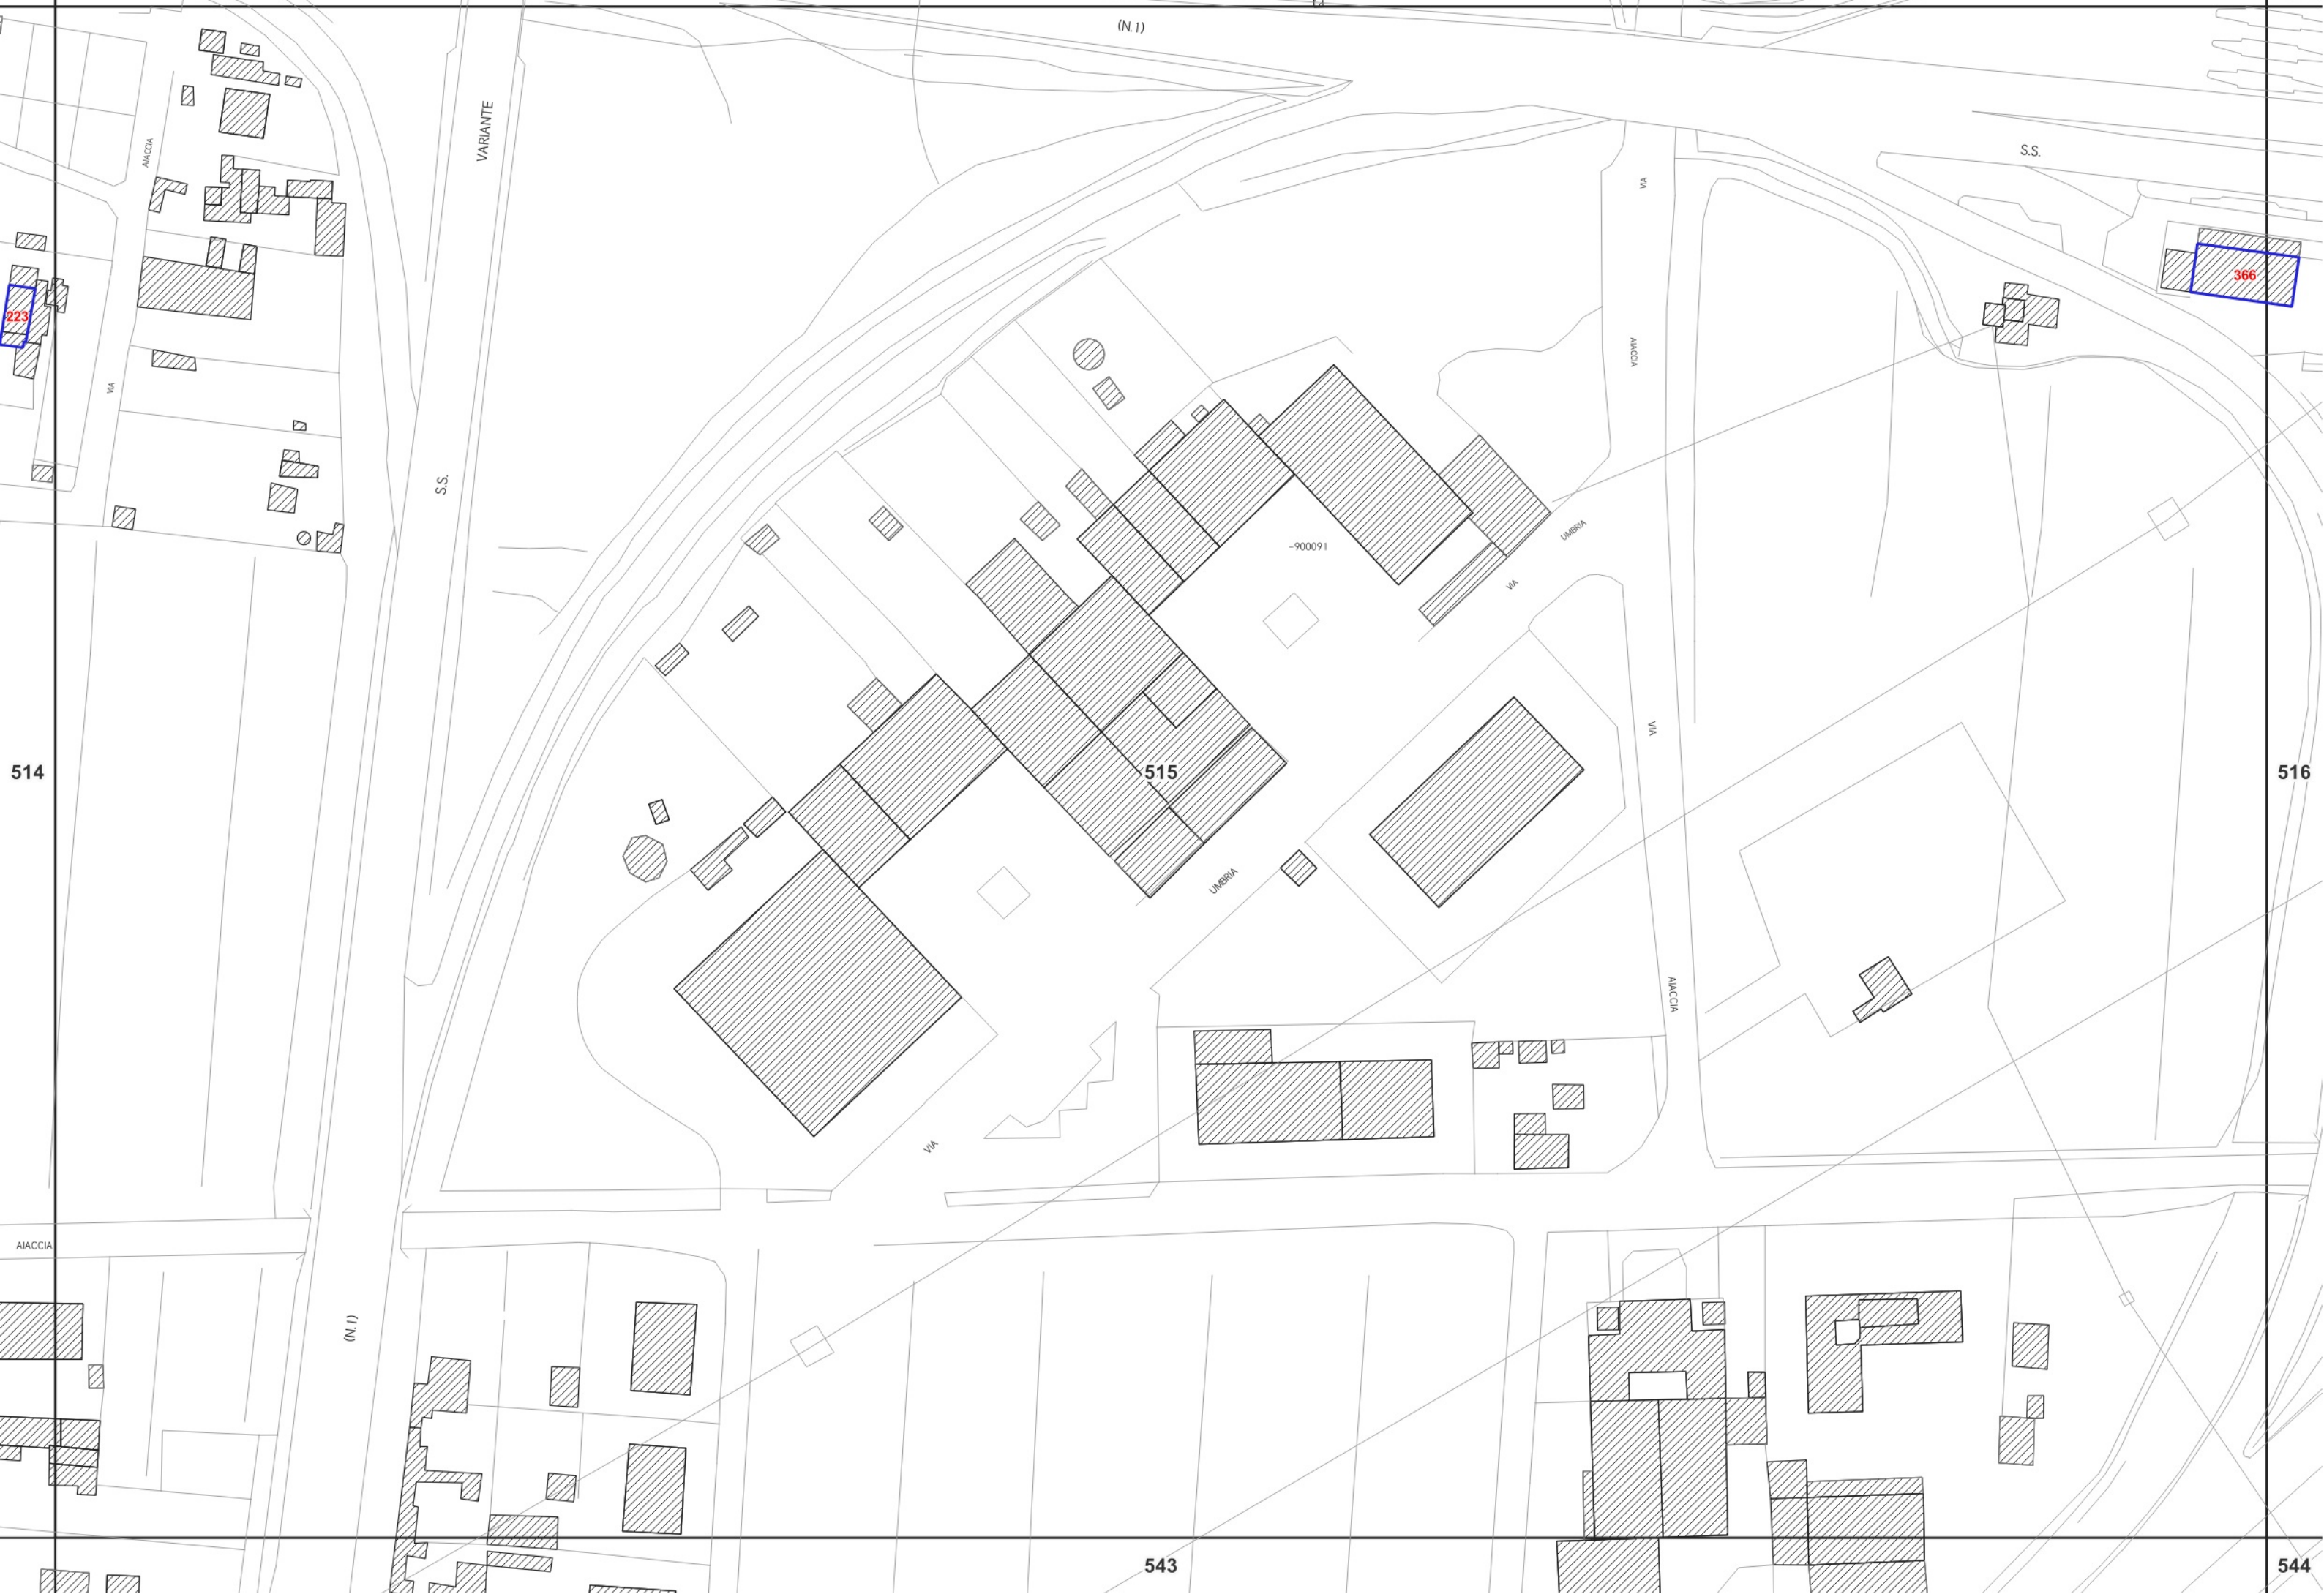 (N.1)
VARIANTE
AIACCIA
S.S.
VIA
366
223
AIACCIA
VIA
S.S.
UMBRIA
-900091
VIA
VIA
514
515
516
UMBRIA
AIACCIA
VIA
AIACCIA
(N.1)
543
544